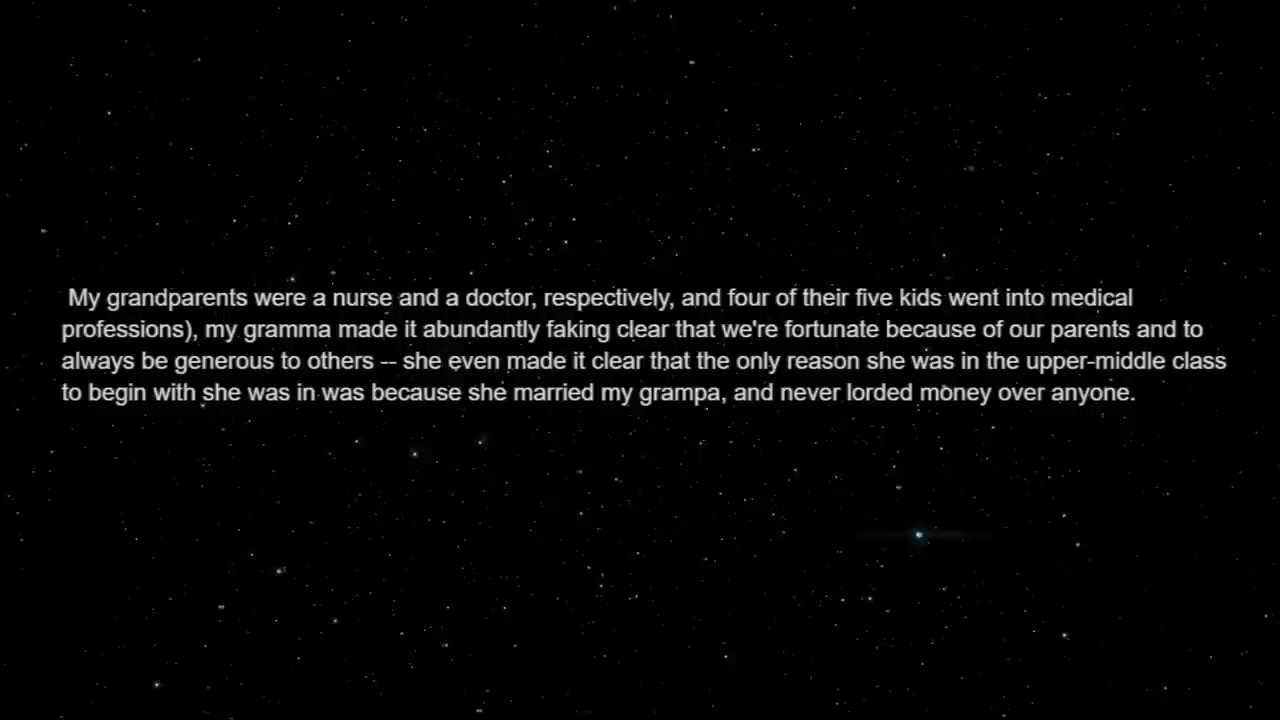 My grandparents were a nurse and a doctor, respectively, and four of their five kids went into medical
professions), my gramma made it abundantly faking clear that we're fortunate because of our parents and to
always be generous to others -- she even made it clear that the only reason she was in the upper-middle class
to begin with she was in was because she married my grampa, and never lorded money over anyone.